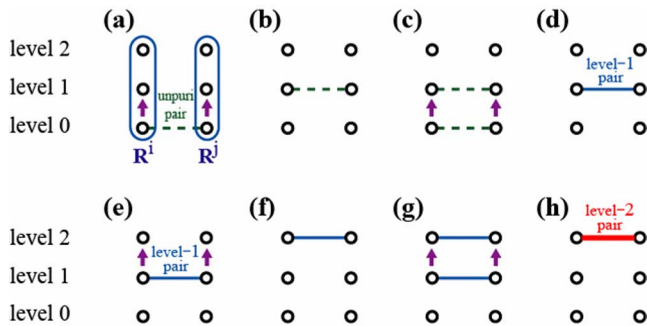 (a) (b) (c) (d)
level 2
level-1
pair
level 1
unpuri
pair
level 0
R^i R^j
(e) (f) (g) (h)
level-2
pair
level 2
level-1
pair
level 1
level 0